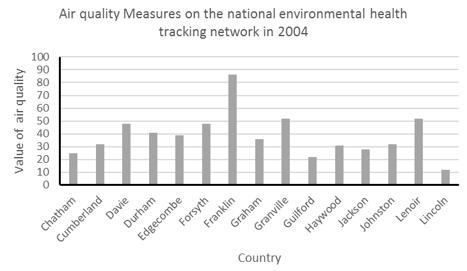 Air quality Measures on the national environmental health
tracking network in 2004
Value of air quality
100
90
80
70
60
50
40
30
20
10
0
Chatham
Cumberland
Davie
Durham
Edgecombe
Forsyth
Franklin
Graham
Granville
Guilford
Haywood
Jackson
Johnston
Lenoir
Lincoln
Country